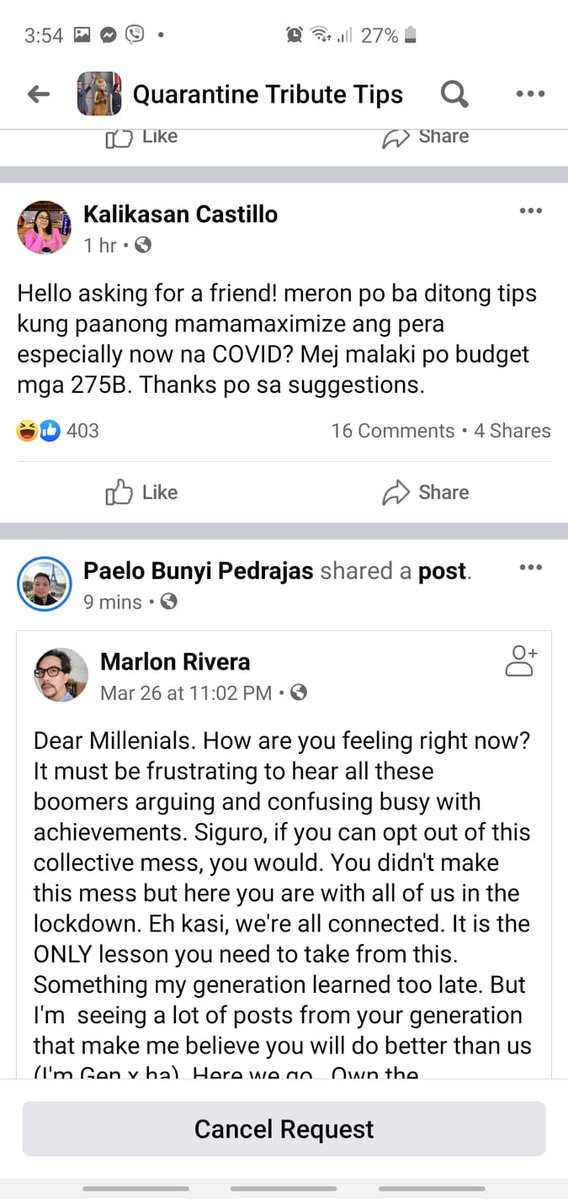 3:54 27%
Quarantine Tribute Tips
Like Share
Kalikasan Castillo
1 hr
Hello asking for a friend! meron po ba ditong tips
kung paanong mamamaximize ang pera
especially now na COVID? Mej malaki po budget
mga 275B. Thanks po sa suggestions.
403 16 Comments • 4 Shares
Like Share
Paelo Bunyi Pedrajas shared a post.
9 mins
Marlon Rivera
Mar 26 at 11:02 PM
Dear Millenials. How are you feeling right now?
It must be frustrating to hear all these
boomers arguing and confusing busy with
achievements. Siguro, if you can opt out of this
collective mess, you would. You didn't make
this mess but here you are with all of us in the
lockdown. Eh kasi, we're all connected. It is the
ONLY lesson you need to take from this.
Something my generation learned too late. But
I'm seeing a lot of posts from your generation
that make me believe you will do better than us
(I'm Gen x ha). Here we go. Own the
Cancel Request